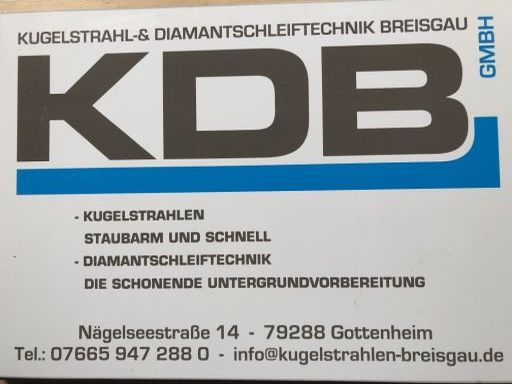 KUGELSTRAHL-& DIAMANTSCHLEIFTECHNIK BREISGAU
KDB
GMBH
- KUGELSTRAHLEN
STAUBARM UND SCHNELL
- DIAMANTSCHLEIFTECHNIK
DIE SCHONENDE UNTERGRUNDVORBEREITUNG
Nägelseestraße 14 - 79288 Gottenheim
Tel.: 07665 947 288 0 - info@kugelstrahlen-breisgau.de